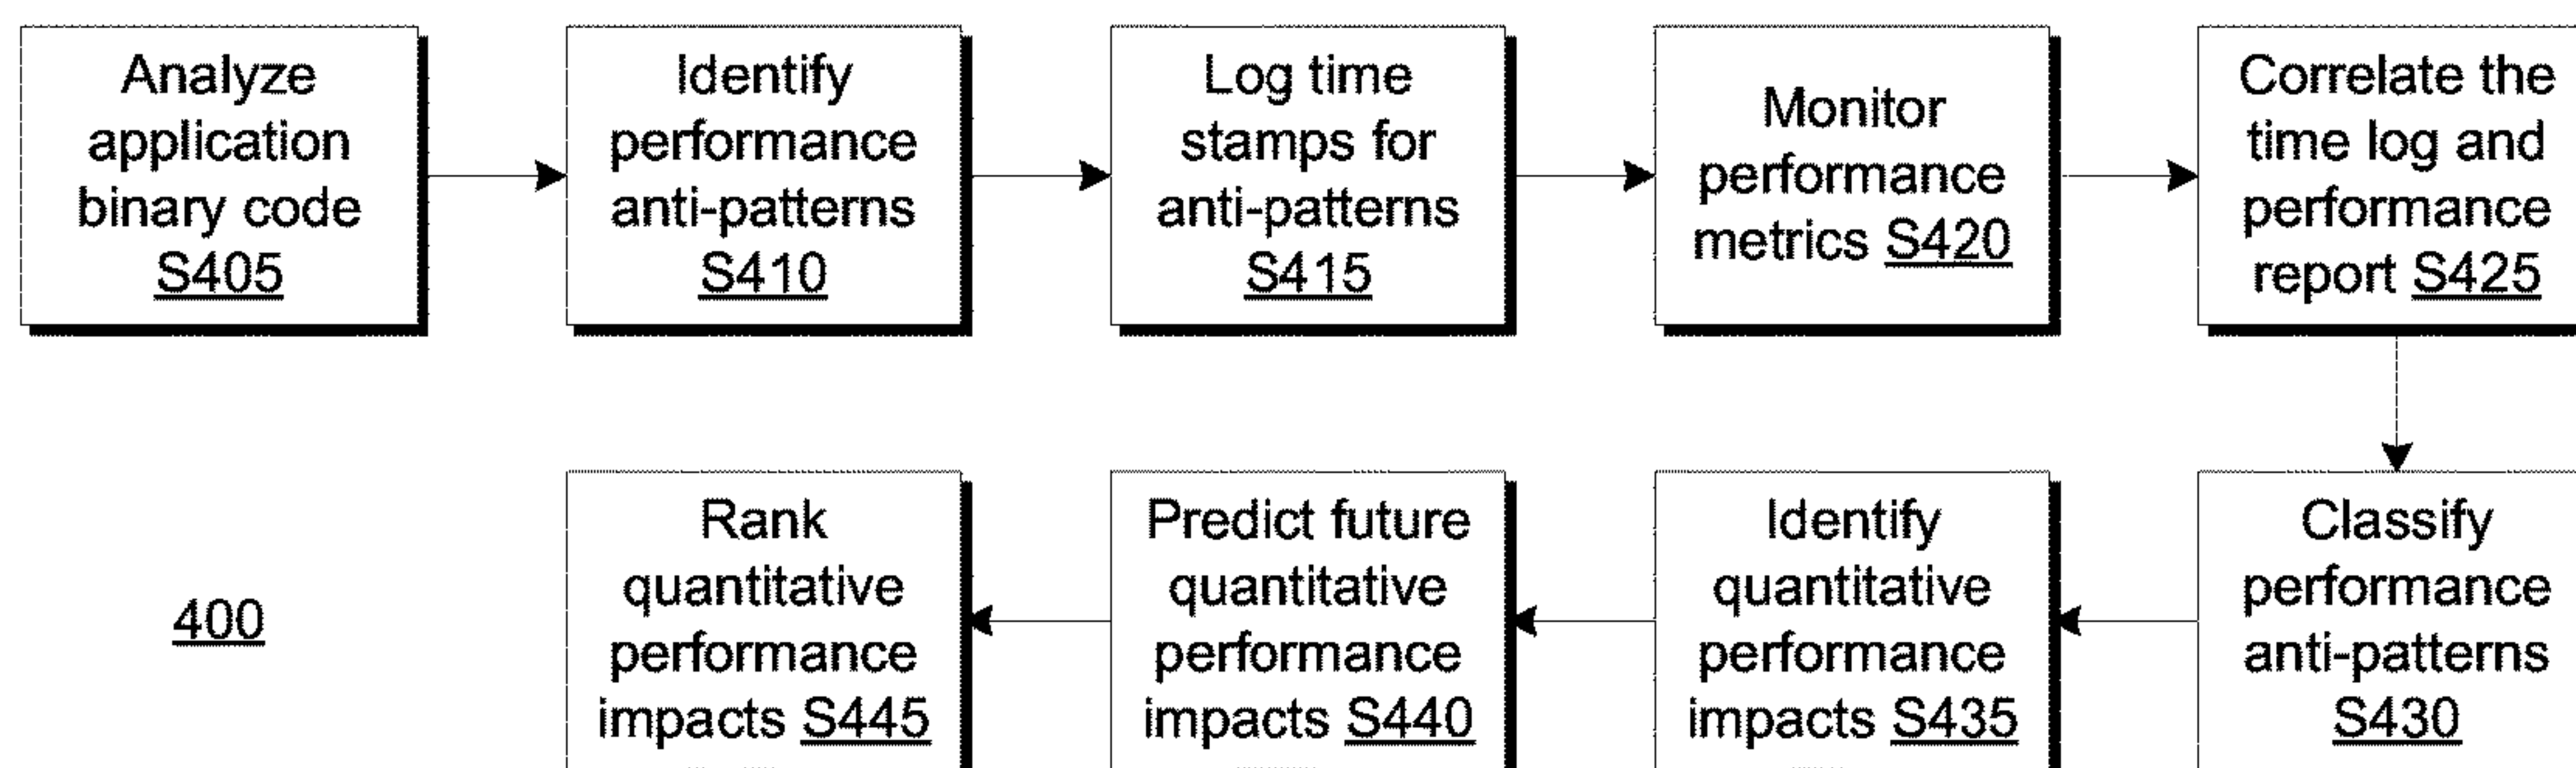 Analyze
application
binary code
S405
Identify
performance
anti-patterns
S410
Log time
stamps for
anti-patterns
S415
Monitor
performance
metrics S420
Correlate the
time log and
performance
report S425
Classify
performance
anti-patterns
S430
Identify
quantitative
performance
impacts S435
Predict future
quantitative
performance
impacts S440
Rank
quantitative
performance
impacts S445
400